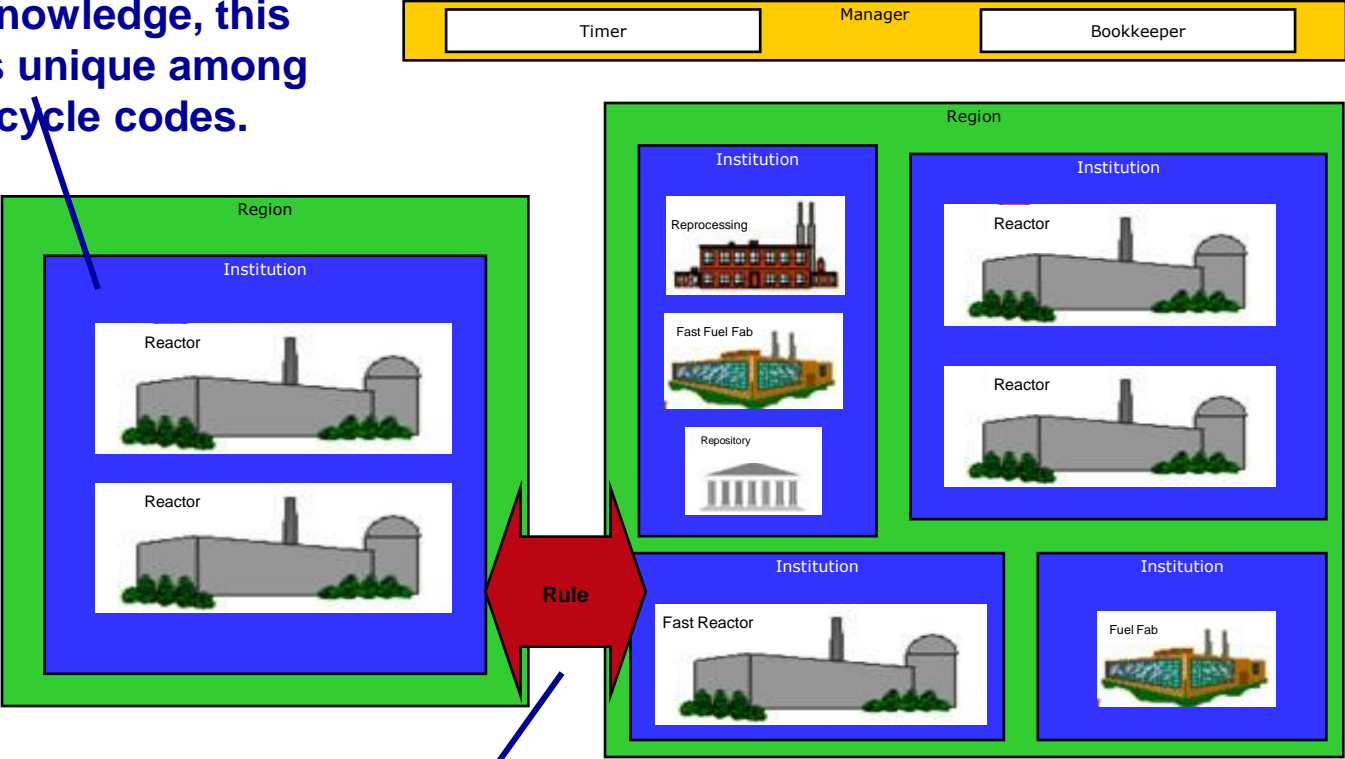 nowledge, this
unique among
cycle codes.
Manager
Timer
Bookkeeper
Region
Institution
Reactor
Reactor
Rule
Region
Institution
Reprocessing
Fast Fuel Fab
Repository
Institution
Reactor
Reactor
Institution
Fast Reactor
Institution
Fuel Fab